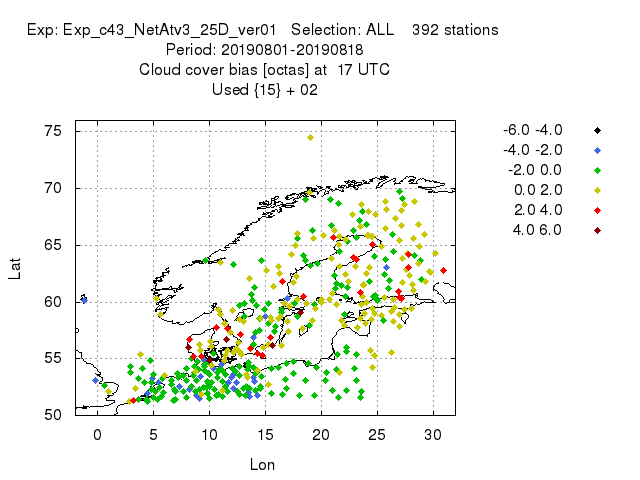 Exp: Exp_c43_NetAtv3_25D_ver01   Selection: ALL    392 stations
Period: 20190801-20190818
Cloud cover bias [octas] at  17 UTC
Used {15} + 02
75
70
65
60
55
50
Lat
0 5 10 15 20 25 30
Lon
-6.0 -4.0
-4.0 -2.0
-2.0 0.0
0.0 2.0
2.0 4.0
4.0 6.0